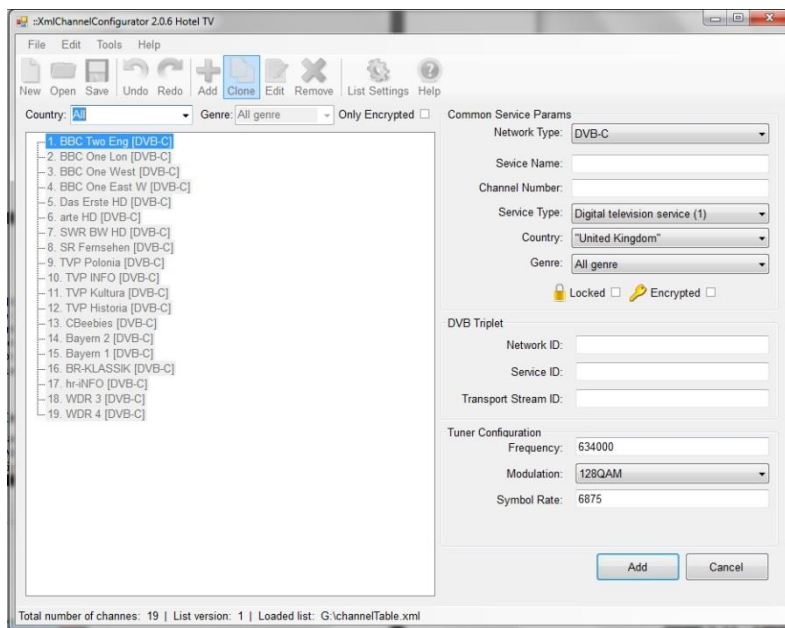 ::XmlChannelConfigurator 2.0.6 Hotel TV
File Edit Tools Help
New Open Save Undo Redo Add Clone Edit Remove List Settings Help
Country: All Genre: All genre Only Encrypted
1. BBC Two Eng [DVB-C]
2. BBC One Lon [DVB-C]
3. BBC One West [DVB-C]
4. BBC One East W [DVB-C]
5. Das Erste HD [DVB-C]
6. arte HD [DVB-C]
7. SWR BW HD [DVB-C]
8. SR Fernsehen [DVB-C]
9. TVP Polonia [DVB-C]
10. TVP INFO [DVB-C]
11. TVP Kultura [DVB-C]
12. TVP Historia [DVB-C]
13. CBeebies [DVB-C]
14. Bayern 2 [DVB-C]
15. Bayern 1 [DVB-C]
16. BR-KLASSIK [DVB-C]
17. hr-iNFO [DVB-C]
18. WDR 3 [DVB-C]
19. WDR 4 [DVB-C]
Common Service Params
Network Type: DVB-C
Sevice Name:
Channel Number:
Service Type: Digital television service (1)
Country: "United Kingdom"
Genre: All genre
Locked Encrypted
DVB Triplet
Network ID:
Service ID:
Transport Stream ID:
Tuner Configuration
Frequency: 634000
Modulation: 128QAM
Symbol Rate: 6875
Add Cancel
Total number of channes: 19 | List version: 1 | Loaded list: G:\channelTable.xml